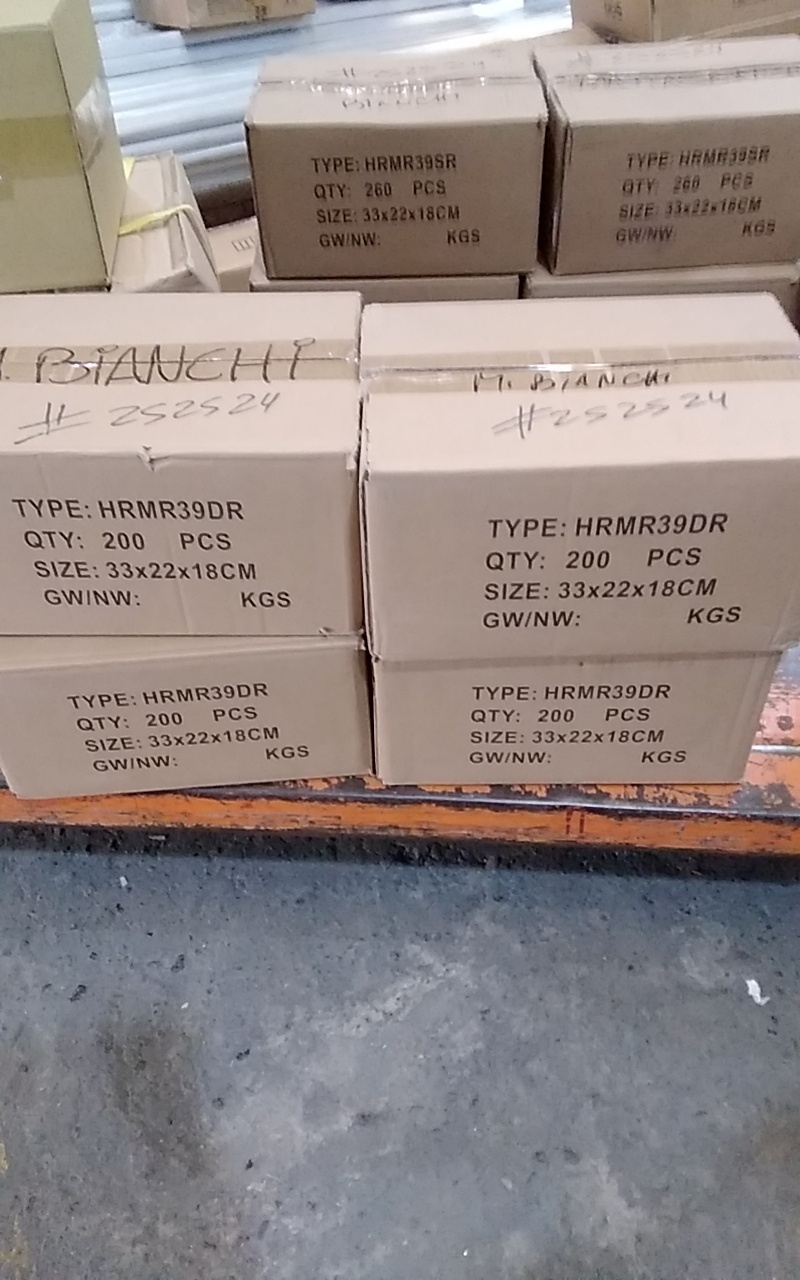 BIANCHI
TYPE: HRMR39SR
QTY: 260 PCS
SIZE: 33x22x18CM
GW/NW: KGS
TYPE: HRMR39SR
QTY: 260 PCS
SIZE: 33x22x18CM
GW/NW: KGS
. BiANCHi
# 252524
TYPE: HRMR39DR
QTY: 200 PCS
SIZE: 33x22x18CM
GW/NW: KGS
M. BiANCHi
#252524
TYPE: HRMR39DR
QTY: 200 PCS
SIZE: 33x22x18CM
GW/NW: KGS
TYPE: HRMR39DR
QTY: 200 PCS
SIZE: 33x22x18CM
GW/NW: KGS
TYPE: HRMR39DR
QTY: 200 PCS
SIZE: 33x22x18CM
GW/NW: KGS